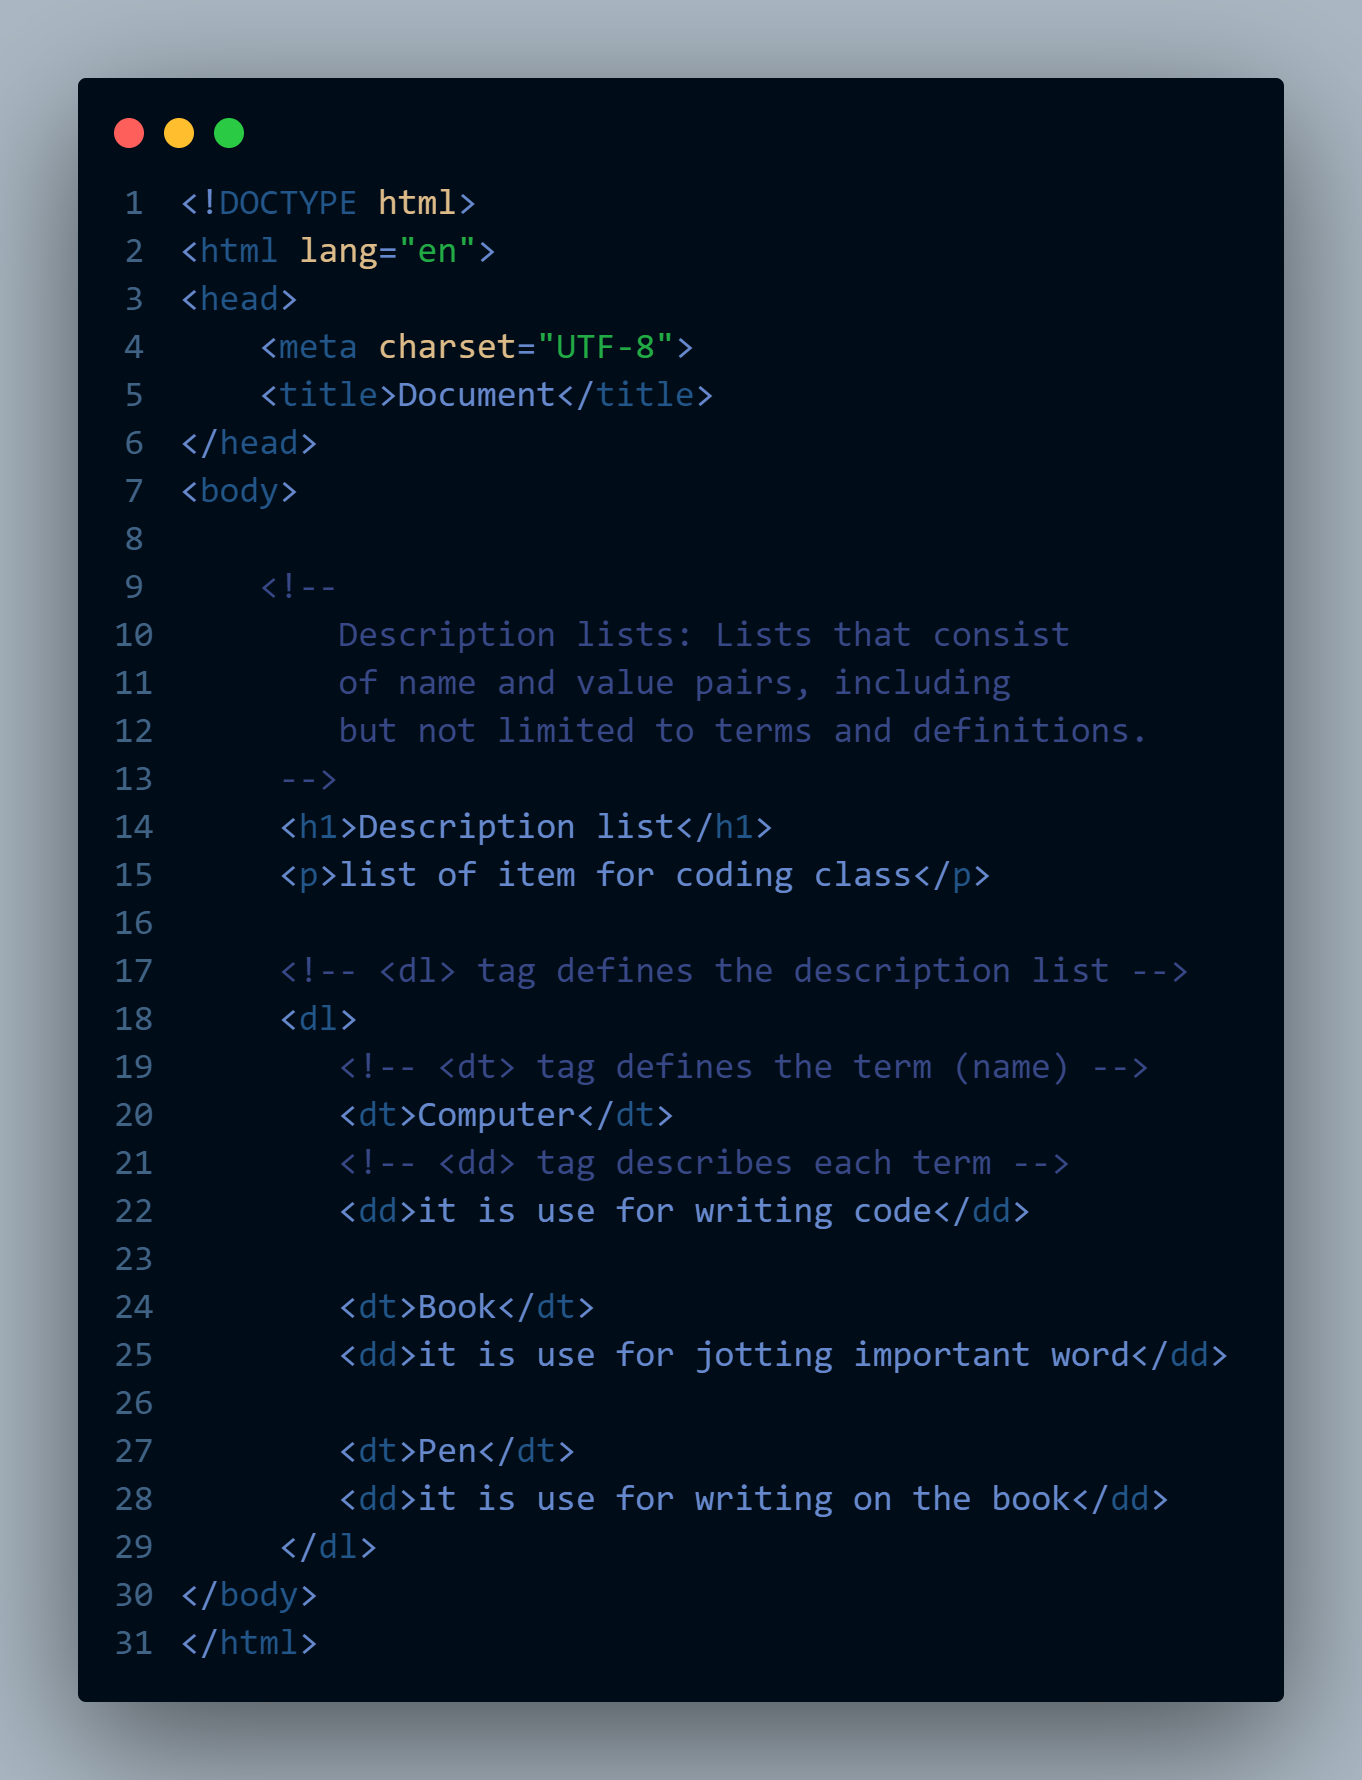 1 <!DOCTYPE html>
2 <html lang="en">
3 <head>
4     <meta charset="UTF-8">
5     <title>Document</title>
6 </head>
7 <body>
8
9     <!--
10         Description lists: Lists that consist
11         of name and value pairs, including
12         but not limited to terms and definitions.
13      -->
14      <h1>Description list</h1>
15      <p>list of item for coding class</p>
16
17      <!-- <dl> tag defines the description list -->
18      <dl>
19         <!-- <dt> tag defines the term (name) -->
20         <dt>Computer</dt>
21         <!-- <dd> tag describes each term -->
22         <dd>it is use for writing code</dd>
23
24         <dt>Book</dt>
25         <dd>it is use for jotting important word</dd>
26
27         <dt>Pen</dt>
28         <dd>it is use for writing on the book</dd>
29      </dl>
30 </body>
31 </html>